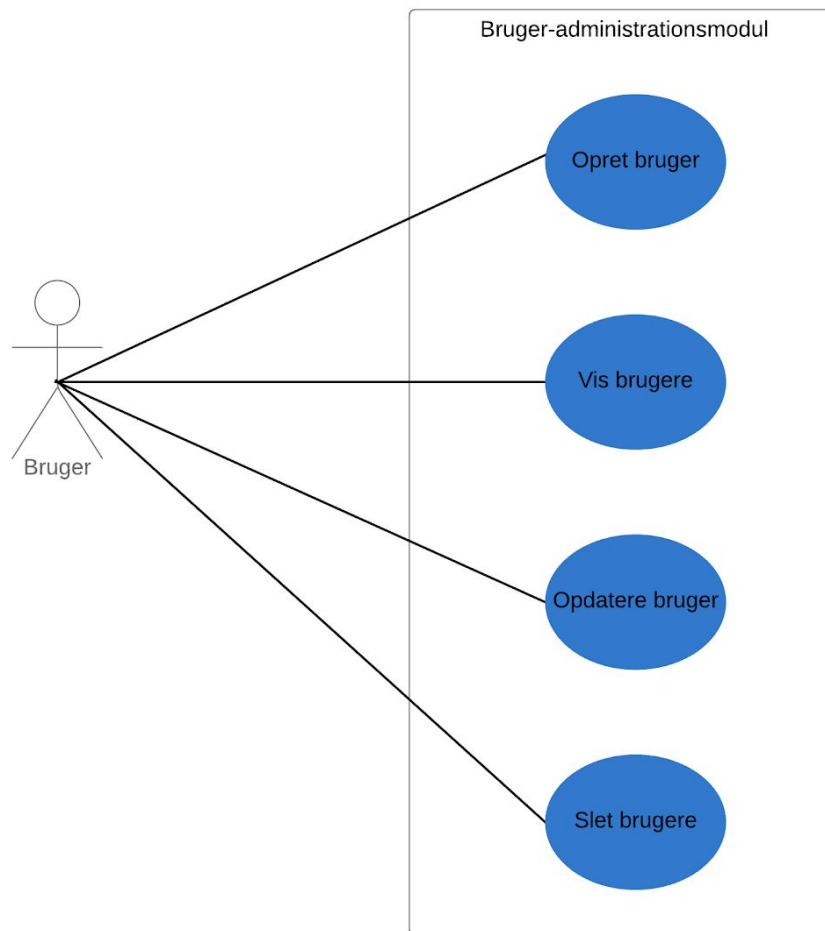 Bruger-administrationsmodul
Opret bruger
Vis brugere
Bruger
Opdatere bruger
Slet brugere